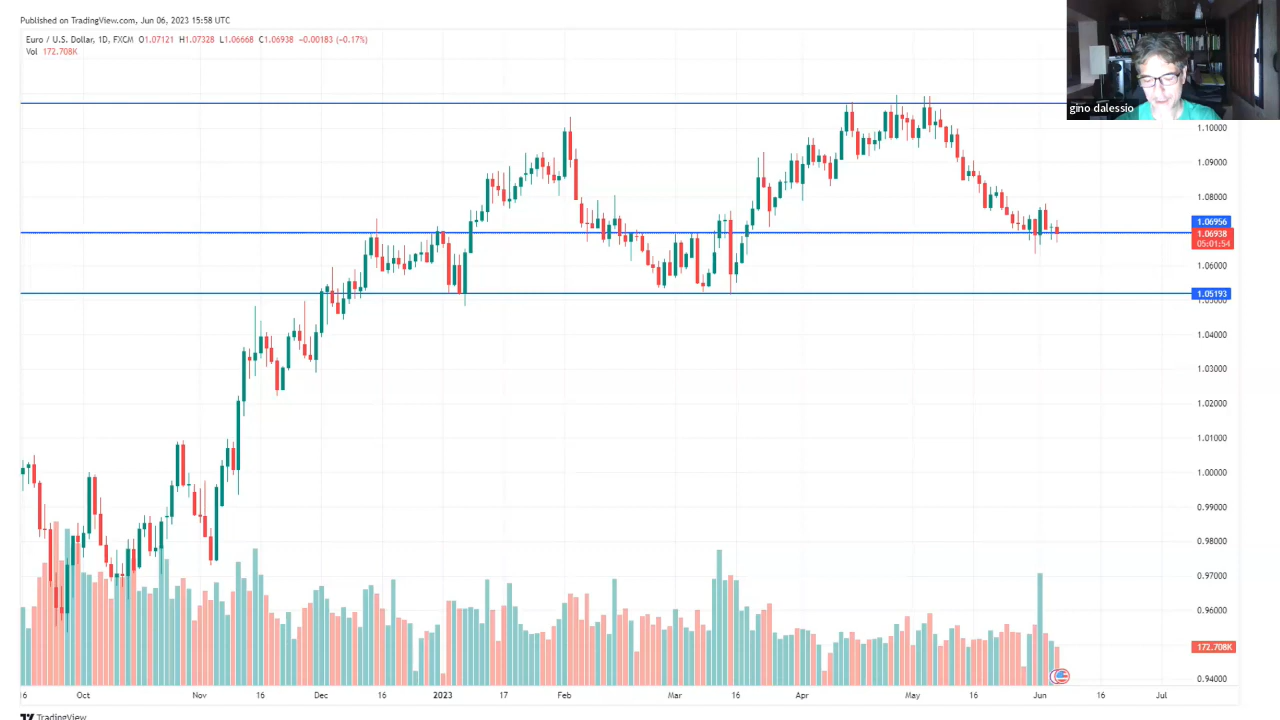 Published on TradingView.com, Jun 06, 2023 15:58 UTC
Euro / U.S. Dollar, 1D, FXCM O1.07121 H1.07328 L1.06668 C1.06938 −0.00183 (−0.17%)
Vol 172.708K
gino dalessio
1.10000
1.09000
1.08000
1.06956
1.06938
05:01:54
1.06000
1.05193
1.05000
1.04000
1.03000
1.02000
1.01000
1.00000
0.99000
0.98000
0.97000
0.96000
172.708K
0.94000
16 Oct Nov 16 Dec 16 2023 17 Feb Mar 16 Apr May 16 Jun 16 Jul
TradingView